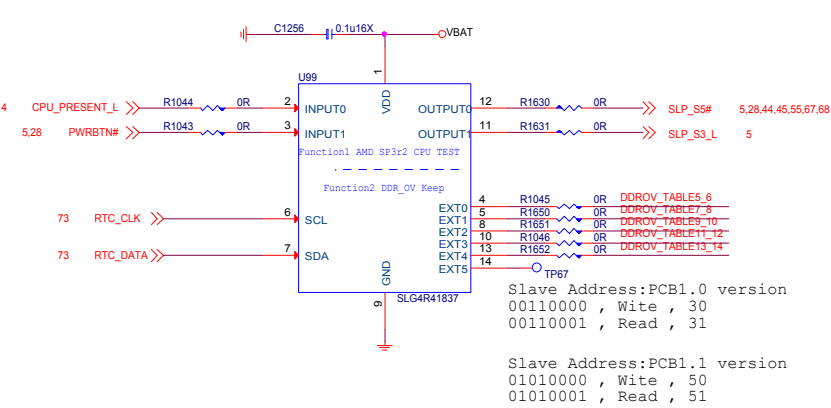 C1256 0.1u16X VBAT
U99
1
VDD
4 CPU_PRESENT_L R1044 0R 2 INPUT0 OUTPUT0 12 R1630 0R SLP_S5# 5,28,44,45,55,67,68
5,28 PWRBTN# R1043 0R 3 INPUT1 OUTPUT1 11 R1631 0R SLP_S3_L 5
Function1 AMD SP3r2 CPU TEST
Function2 DDR_OV Keep
EXT0 4 R1045 0R DDROV_TABLE5_6
EXT1 5 R1650 0R DDROV_TABLE7_8
EXT2 8 R1651 0R DDROV_TABLE9_10
EXT3 10 R1046 0R DDROV_TABLE11_12
EXT4 13 R1652 0R DDROV_TABLE13_14
EXT5 14 TP67
73 RTC_CLK 6 SCL
73 RTC_DATA 7 SDA
GND
9
SLG4R41837
Slave Address:PCB1.0 version
00110000 , Wite , 30
00110001 , Read , 31
Slave Address:PCB1.1 version
01010000 , Wite , 50
01010001 , Read , 51